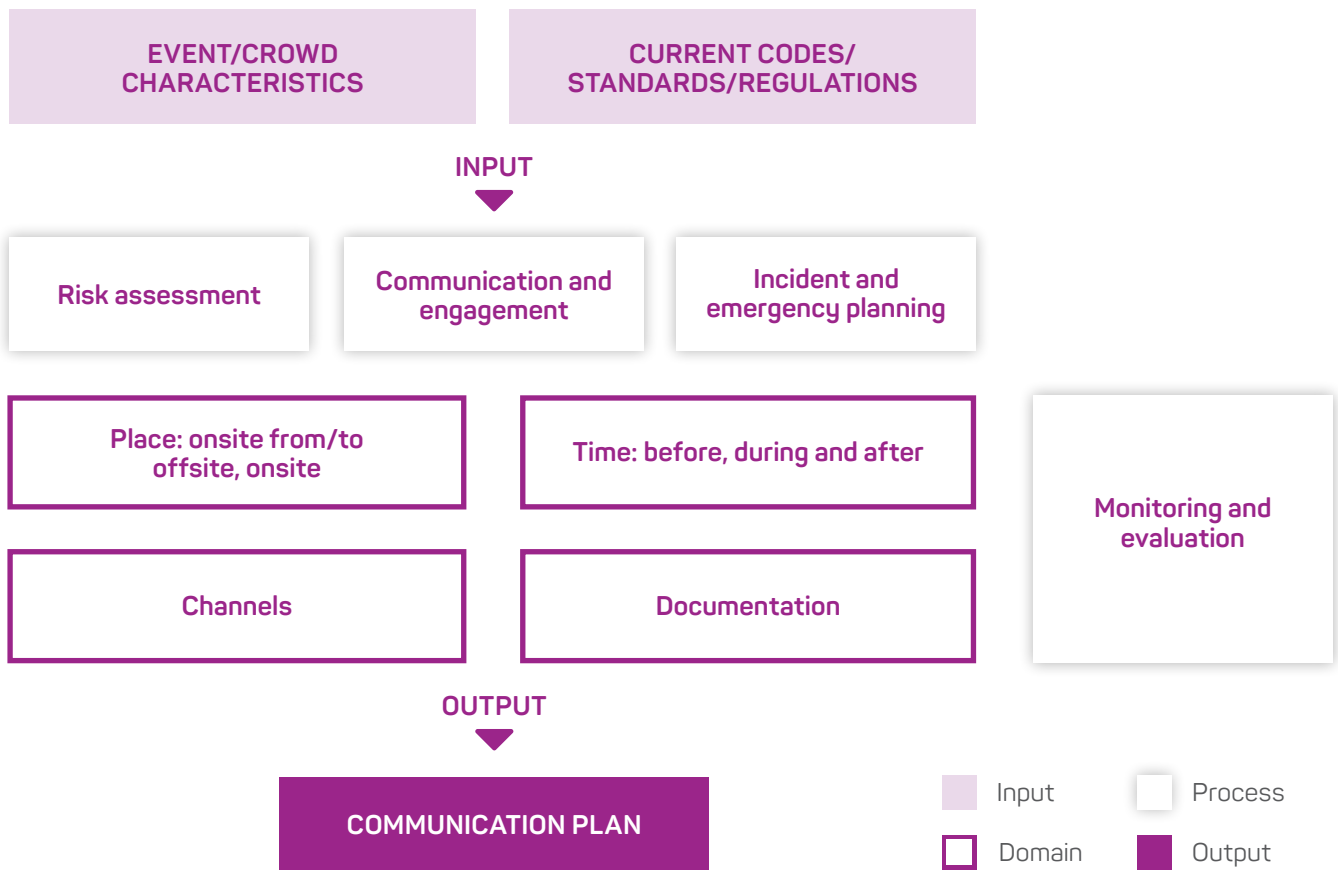 EVENT/CROWD
CHARACTERISTICS
CURRENT CODES/
STANDARDS/REGULATIONS
INPUT
Risk assessment
Communication and
engagement
Incident and
emergency planning
Place: onsite from/to
offsite, onsite
Time: before, during and after
Monitoring and
evaluation
Channels
Documentation
OUTPUT
COMMUNICATION PLAN
Input
Process
Domain
Output